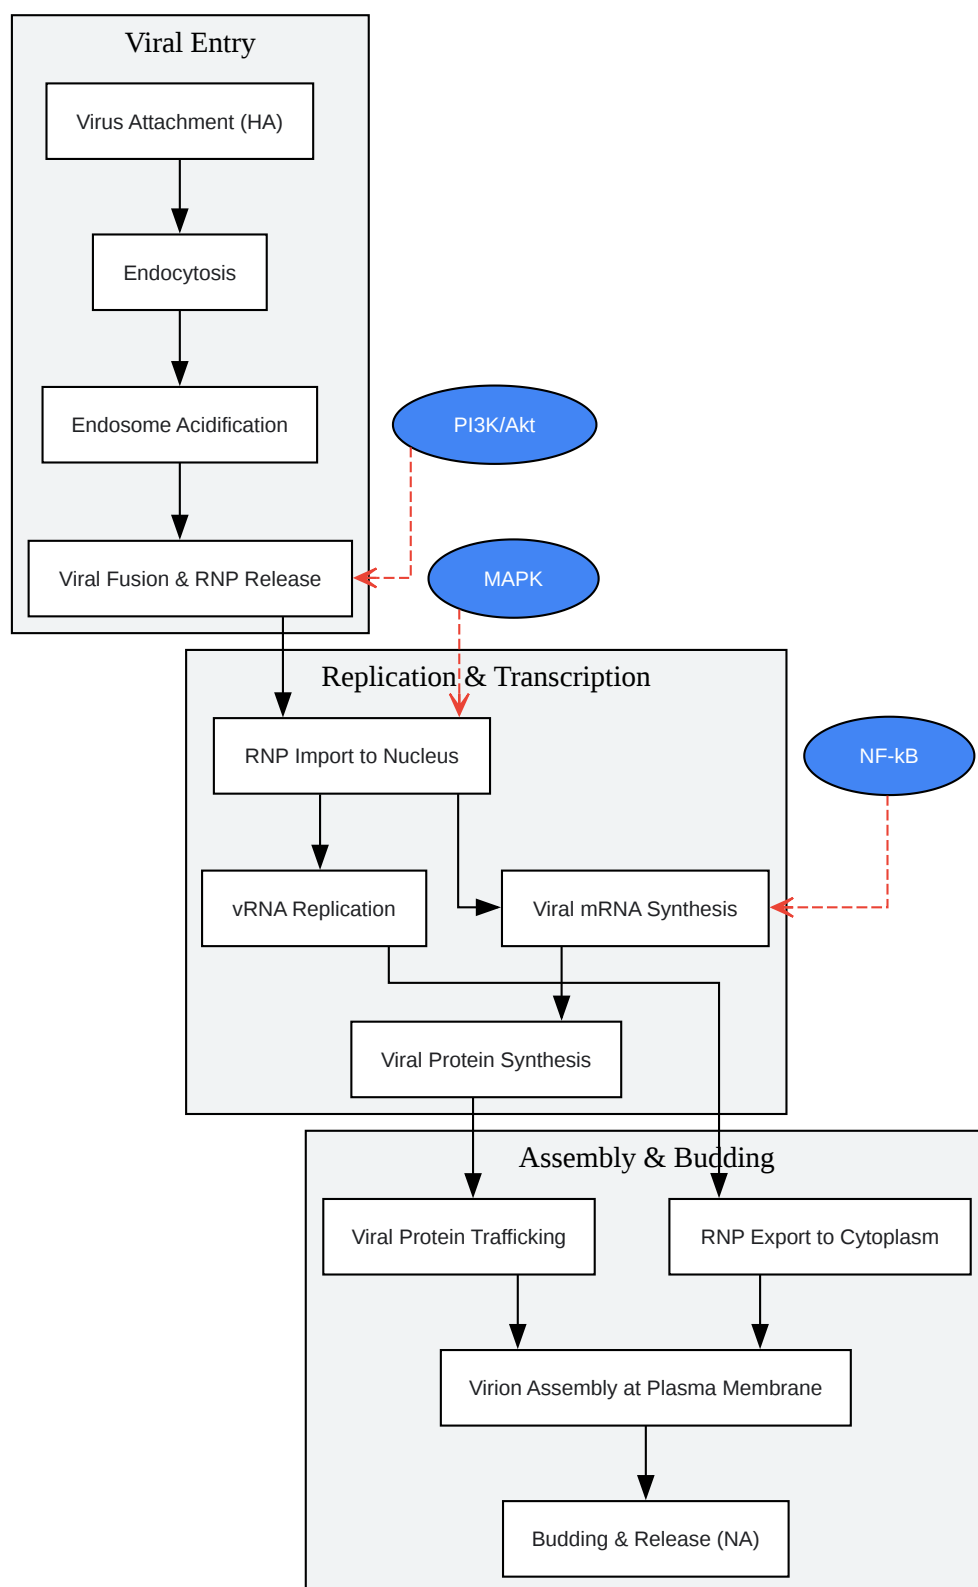 Viral Entry
Virus Attachment (HA)
Endocytosis
Endosome Acidification
PI3K/Akt
Viral Fusion & RNP Release
MAPK
Replication & Transcription
RNP Import to Nucleus
NF-kB
vRNA Replication
Viral mRNA Synthesis
Viral Protein Synthesis
Assembly & Budding
Viral Protein Trafficking
RNP Export to Cytoplasm
Virion Assembly at Plasma Membrane
Budding & Release (NA)